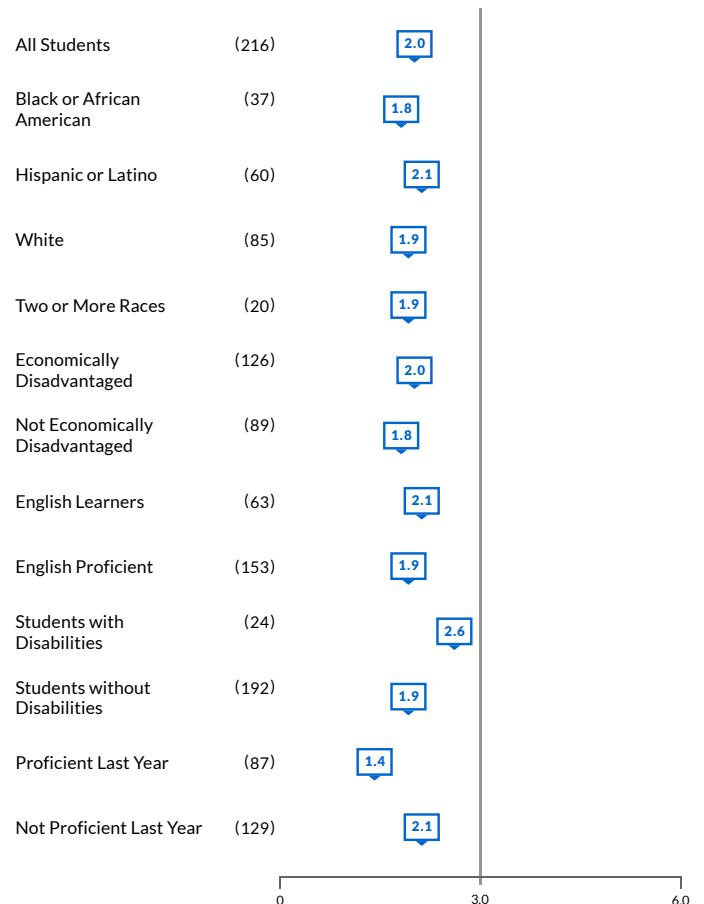 All Students (216) 2.0
Black or African (37)
American
1.8
Hispanic or Latino (60) 2.1
White (85) 1.9
Two or More Races (20) 1.9
Economically (126)
Disadvantaged
2.0
Not Economically (89)
Disadvantaged
1.8
English Learners (63) 2.1
English Proficient (153) 1.9
Students with (24)
Disabilities
2.6
Students without (192)
Disabilities
1.9
Proficient Last Year (87) 1.4
Not Proficient Last Year (129) 2.1
0 3.0 6.0